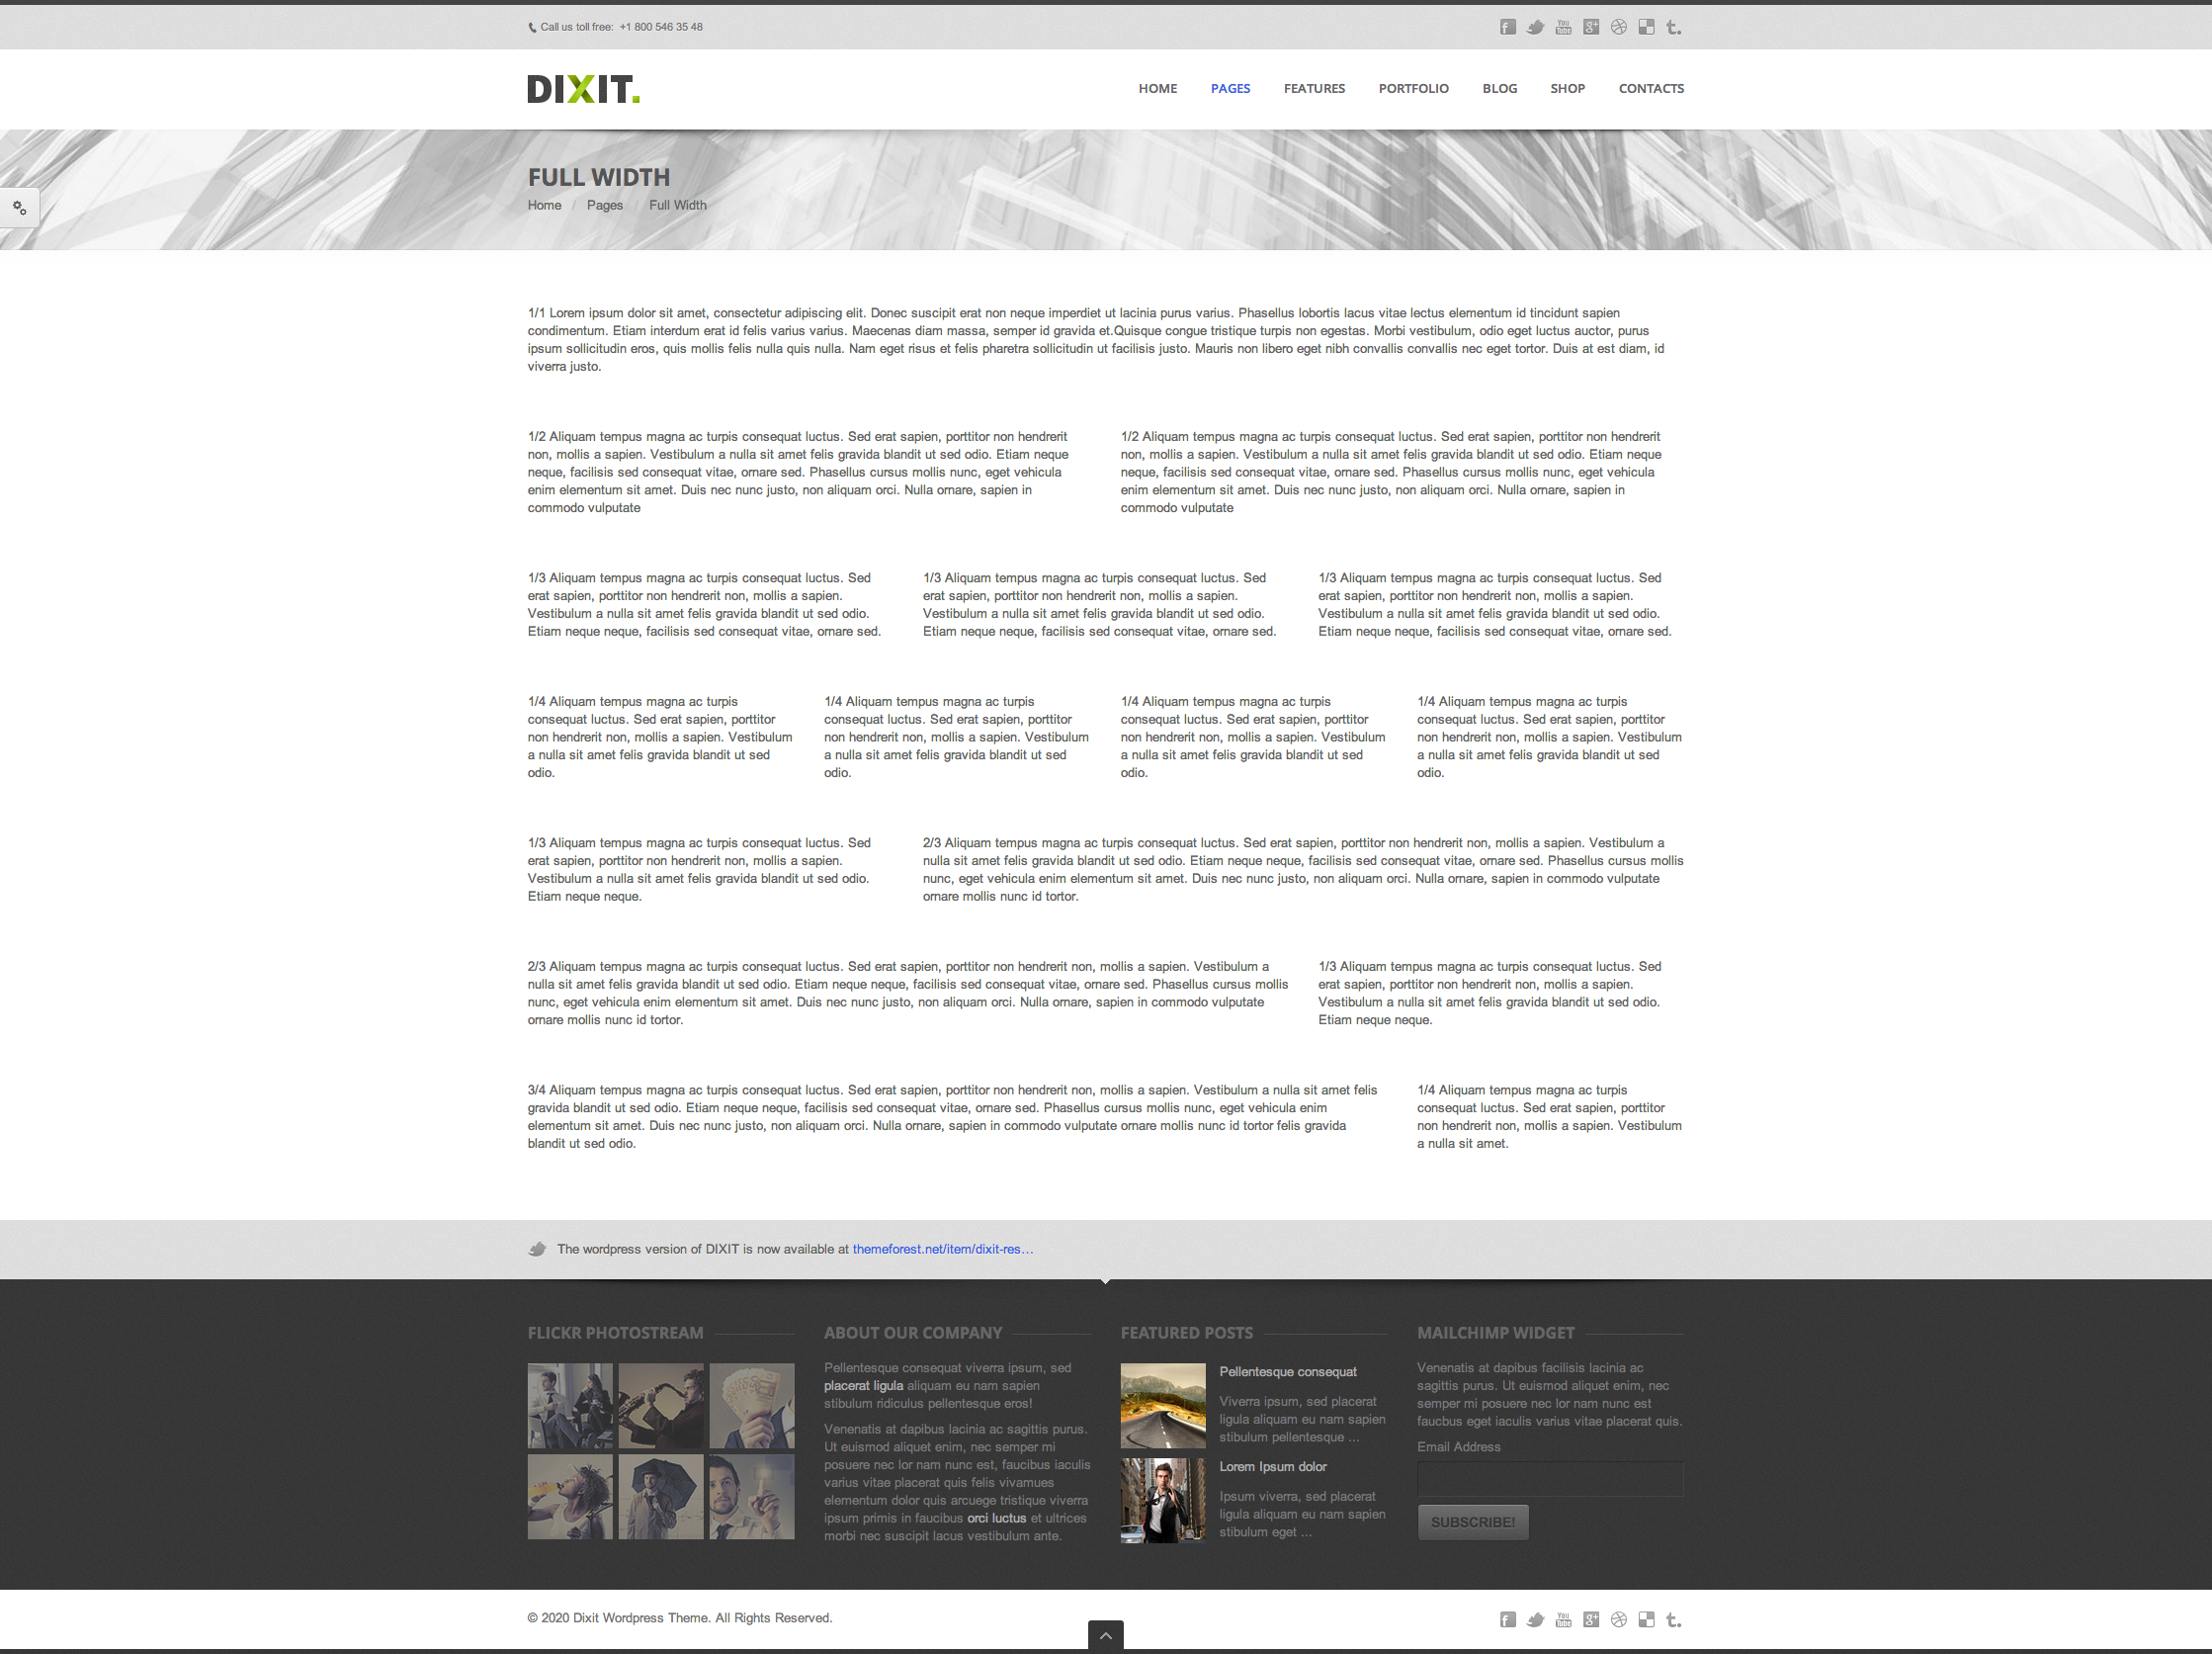 Call us toll free: +1 800 546 35 48
DIXIT.
HOME PAGES FEATURES PORTFOLIO BLOG SHOP CONTACTS
FULL WIDTH
Home / Pages / Full Width
1/1 Lorem ipsum dolor sit amet, consectetur adipiscing elit. Donec suscipit erat non neque imperdiet ut lacinia purus varius. Phasellus lobortis lacus vitae lectus elementum id tincidunt sapien
condimentum. Etiam interdum erat id felis varius varius. Maecenas diam massa, semper id gravida et.Quisque congue tristique turpis non egestas. Morbi vestibulum, odio eget luctus auctor, purus
ipsum sollicitudin eros, quis mollis felis nulla quis nulla. Nam eget risus et felis pharetra sollicitudin ut facilisis justo. Mauris non libero eget nibh convallis convallis nec eget tortor. Duis at est diam, id
viverra justo.
1/2 Aliquam tempus magna ac turpis consequat luctus. Sed erat sapien, porttitor non hendrerit
non, mollis a sapien. Vestibulum a nulla sit amet felis gravida blandit ut sed odio. Etiam neque
neque, facilisis sed consequat vitae, ornare sed. Phasellus cursus mollis nunc, eget vehicula
enim elementum sit amet. Duis nec nunc justo, non aliquam orci. Nulla ornare, sapien in
commodo vulputate
1/2 Aliquam tempus magna ac turpis consequat luctus. Sed erat sapien, porttitor non hendrerit
non, mollis a sapien. Vestibulum a nulla sit amet felis gravida blandit ut sed odio. Etiam neque
neque, facilisis sed consequat vitae, ornare sed. Phasellus cursus mollis nunc, eget vehicula
enim elementum sit amet. Duis nec nunc justo, non aliquam orci. Nulla ornare, sapien in
commodo vulputate
1/3 Aliquam tempus magna ac turpis consequat luctus. Sed
erat sapien, porttitor non hendrerit non, mollis a sapien.
Vestibulum a nulla sit amet felis gravida blandit ut sed odio.
Etiam neque neque, facilisis sed consequat vitae, ornare sed.
1/3 Aliquam tempus magna ac turpis consequat luctus. Sed
erat sapien, porttitor non hendrerit non, mollis a sapien.
Vestibulum a nulla sit amet felis gravida blandit ut sed odio.
Etiam neque neque, facilisis sed consequat vitae, ornare sed.
1/3 Aliquam tempus magna ac turpis consequat luctus. Sed
erat sapien, porttitor non hendrerit non, mollis a sapien.
Vestibulum a nulla sit amet felis gravida blandit ut sed odio.
Etiam neque neque, facilisis sed consequat vitae, ornare sed.
1/4 Aliquam tempus magna ac turpis
consequat luctus. Sed erat sapien, porttitor
non hendrerit non, mollis a sapien. Vestibulum
a nulla sit amet felis gravida blandit ut sed
odio.
1/4 Aliquam tempus magna ac turpis
consequat luctus. Sed erat sapien, porttitor
non hendrerit non, mollis a sapien. Vestibulum
a nulla sit amet felis gravida blandit ut sed
odio.
1/4 Aliquam tempus magna ac turpis
consequat luctus. Sed erat sapien, porttitor
non hendrerit non, mollis a sapien. Vestibulum
a nulla sit amet felis gravida blandit ut sed
odio.
1/4 Aliquam tempus magna ac turpis
consequat luctus. Sed erat sapien, porttitor
non hendrerit non, mollis a sapien. Vestibulum
a nulla sit amet felis gravida blandit ut sed
odio.
1/3 Aliquam tempus magna ac turpis consequat luctus. Sed
erat sapien, porttitor non hendrerit non, mollis a sapien.
Vestibulum a nulla sit amet felis gravida blandit ut sed odio.
Etiam neque neque.
2/3 Aliquam tempus magna ac turpis consequat luctus. Sed erat sapien, porttitor non hendrerit non, mollis a sapien. Vestibulum a
nulla sit amet felis gravida blandit ut sed odio. Etiam neque neque, facilisis sed consequat vitae, ornare sed. Phasellus cursus mollis
nunc, eget vehicula enim elementum sit amet. Duis nec nunc justo, non aliquam orci. Nulla ornare, sapien in commodo vulputate
ornare mollis nunc id tortor.
2/3 Aliquam tempus magna ac turpis consequat luctus. Sed erat sapien, porttitor non hendrerit non, mollis a sapien. Vestibulum a
nulla sit amet felis gravida blandit ut sed odio. Etiam neque neque, facilisis sed consequat vitae, ornare sed. Phasellus cursus mollis
nunc, eget vehicula enim elementum sit amet. Duis nec nunc justo, non aliquam orci. Nulla ornare, sapien in commodo vulputate
ornare mollis nunc id tortor.
1/3 Aliquam tempus magna ac turpis consequat luctus. Sed
erat sapien, porttitor non hendrerit non, mollis a sapien.
Vestibulum a nulla sit amet felis gravida blandit ut sed odio.
Etiam neque neque.
3/4 Aliquam tempus magna ac turpis consequat luctus. Sed erat sapien, porttitor non hendrerit non, mollis a sapien. Vestibulum a nulla sit amet felis
gravida blandit ut sed odio. Etiam neque neque, facilisis sed consequat vitae, ornare sed. Phasellus cursus mollis nunc, eget vehicula enim
elementum sit amet. Duis nec nunc justo, non aliquam orci. Nulla ornare, sapien in commodo vulputate ornare mollis nunc id tortor felis gravida
blandit ut sed odio.
1/4 Aliquam tempus magna ac turpis
consequat luctus. Sed erat sapien, porttitor
non hendrerit non, mollis a sapien. Vestibulum
a nulla sit amet.
The wordpress version of DIXIT is now available at themeforest.net/item/dixit-res…
FLICKR PHOTOSTREAM
ABOUT OUR COMPANY
Pellentesque consequat viverra ipsum, sed
placerat ligula aliquam eu nam sapien
stibulum ridiculus pellentesque eros!
Venenatis at dapibus lacinia ac sagittis purus.
Ut euismod aliquet enim, nec semper mi
posuere nec lor nam nunc est, faucibus iaculis
varius vitae placerat quis felis vivamues
elementum dolor quis arcuege tristique viverra
ipsum primis in faucibus orci luctus et ultrices
morbi nec suscipit lacus vestibulum ante.
FEATURED POSTS
Pellentesque consequat
Viverra ipsum, sed placerat
ligula aliquam eu nam sapien
stibulum pellentesque ...
Lorem Ipsum dolor
Ipsum viverra, sed placerat
ligula aliquam eu nam sapien
stibulum eget ...
MAILCHIMP WIDGET
Venenatis at dapibus facilisis lacinia ac
sagittis purus. Ut euismod aliquet enim, nec
semper mi posuere nec lor nam nunc est
faucbus eget iaculis varius vitae placerat quis.
Email Address
SUBSCRIBE!
© 2020 Dixit Wordpress Theme. All Rights Reserved.